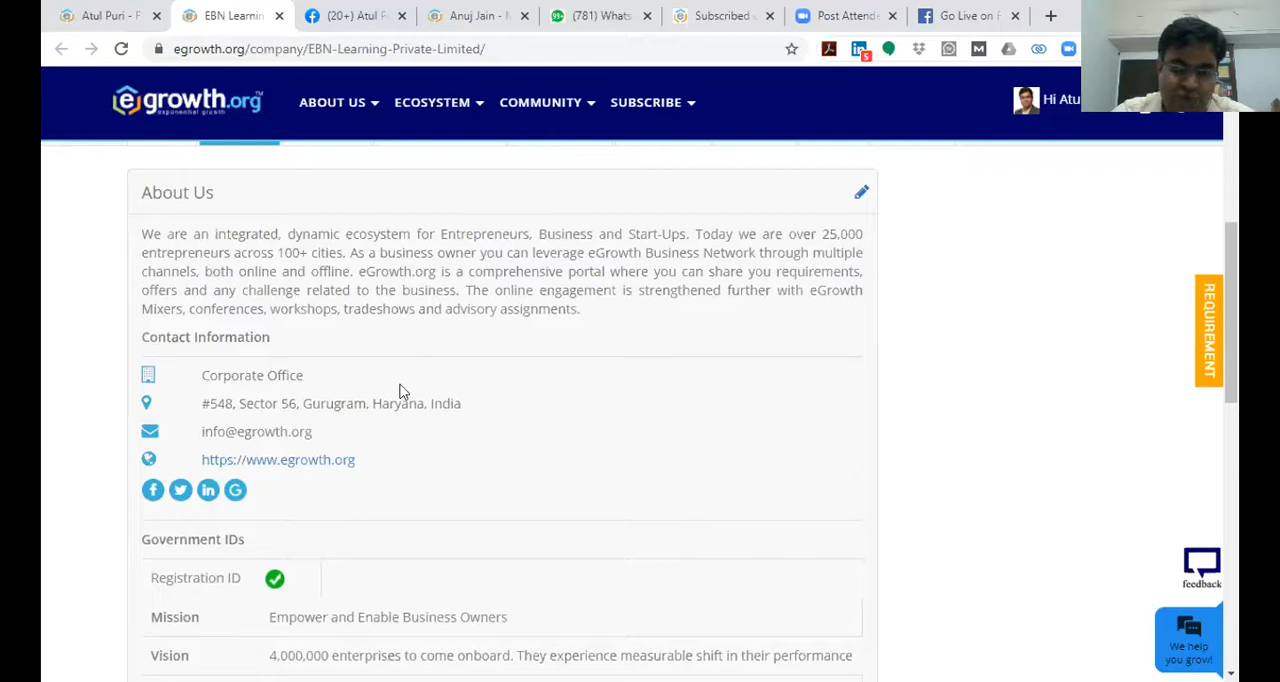 Atul Puri - F
EBN Learnin
(20+) Atul P
Anuj Jain -
(781) Whats
Subscribed
Post Attende
Go Live on F
egrowth.org/company/EBN-Learning-Private-Limited/
egrowth.org™
exponential growth
ABOUT US
ECOSYSTEM
COMMUNITY
SUBSCRIBE
Hi Atu
About Us
We are an integrated, dynamic ecosystem for Entrepreneurs, Business and Start-Ups. Today we are over 25,000
entrepreneurs across 100+ cities. As a business owner you can leverage eGrowth Business Network through multiple
channels, both online and offline. eGrowth.org is a comprehensive portal where you can share you requirements,
offers and any challenge related to the business. The online engagement is strengthened further with eGrowth
Mixers, conferences, workshops, tradeshows and advisory assignments.
Contact Information
Corporate Office
#548, Sector 56, Gurugram, Haryana, India
info@egrowth.org
https://www.egrowth.org
REQUIREMENT
Government IDs
Registration ID
Mission Empower and Enable Business Owners
Vision 4,000,000 enterprises to come onboard. They experience measurable shift in their performance
feedback
We help
you grow!